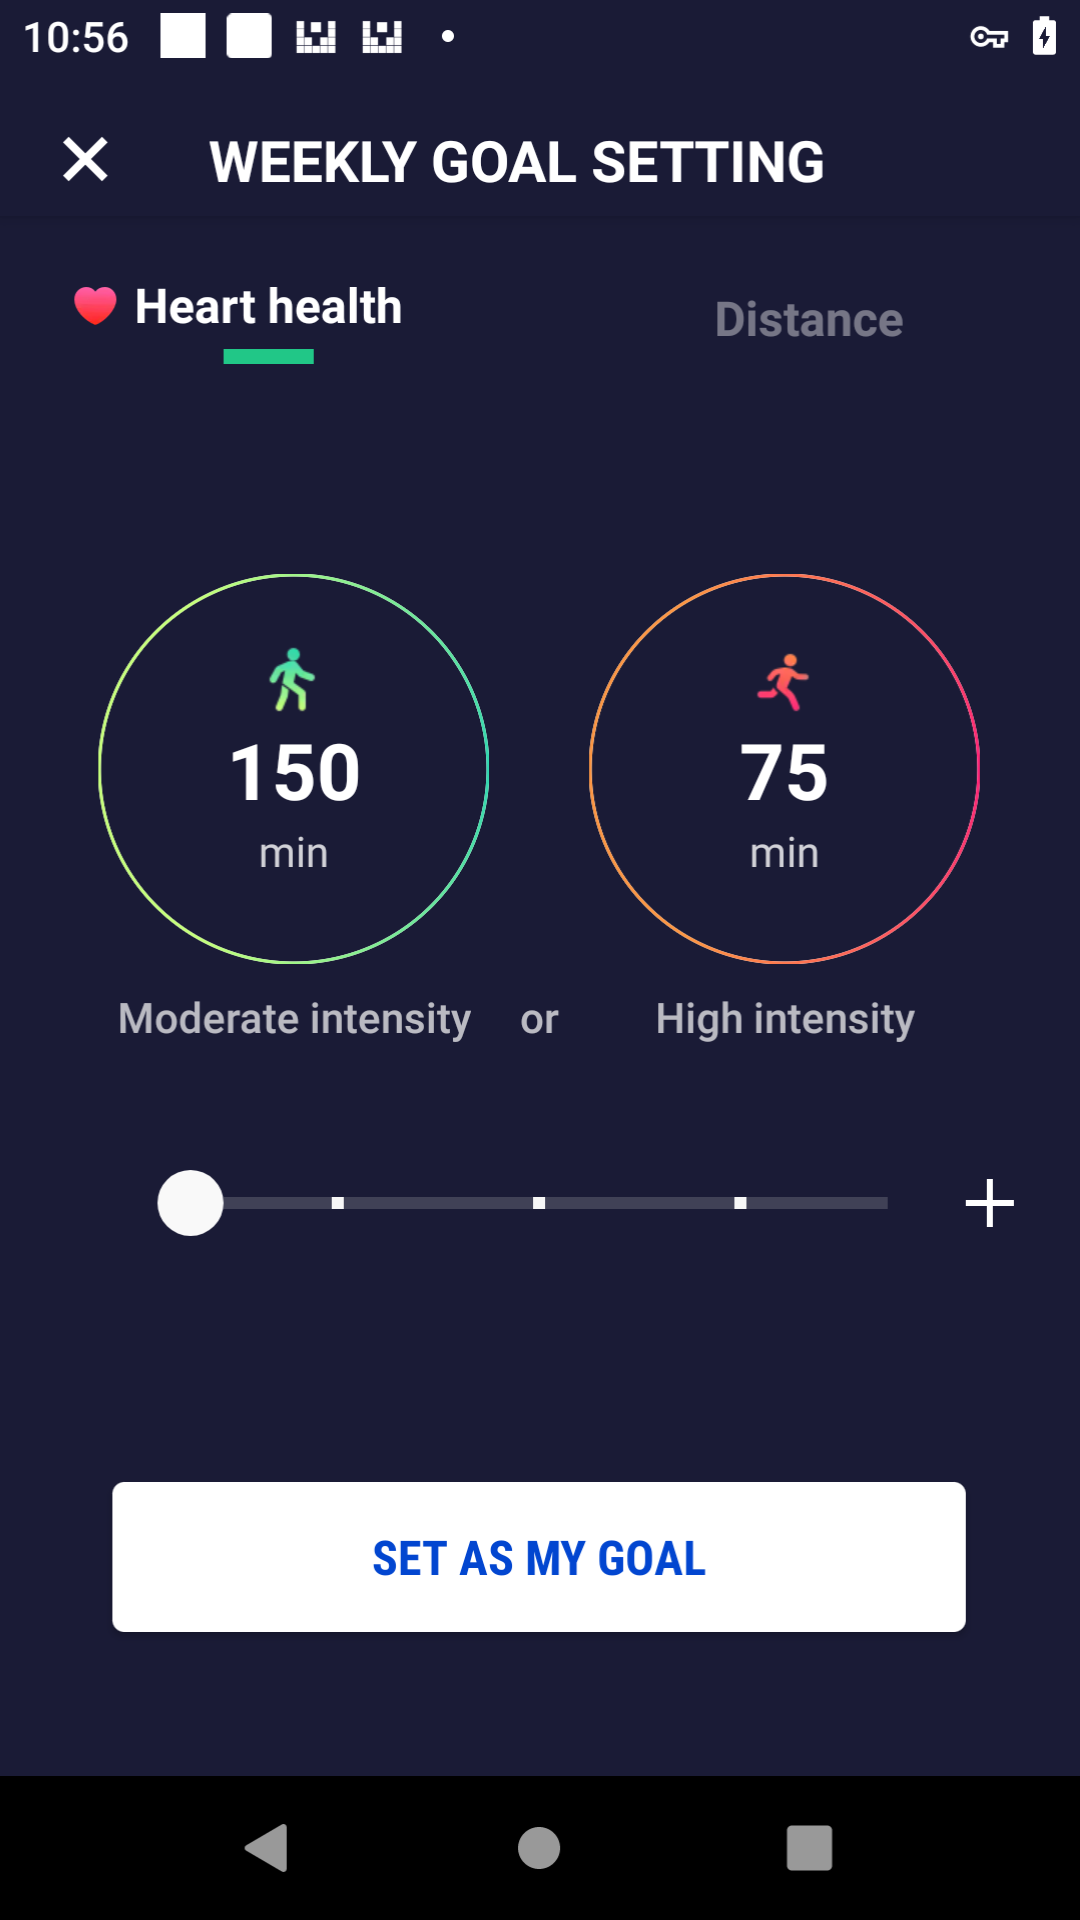 10:56
WEEKLY GOAL SETTING
Heart health
Distance
150
min
75
min
Moderate intensity or High intensity
SET AS MY GOAL